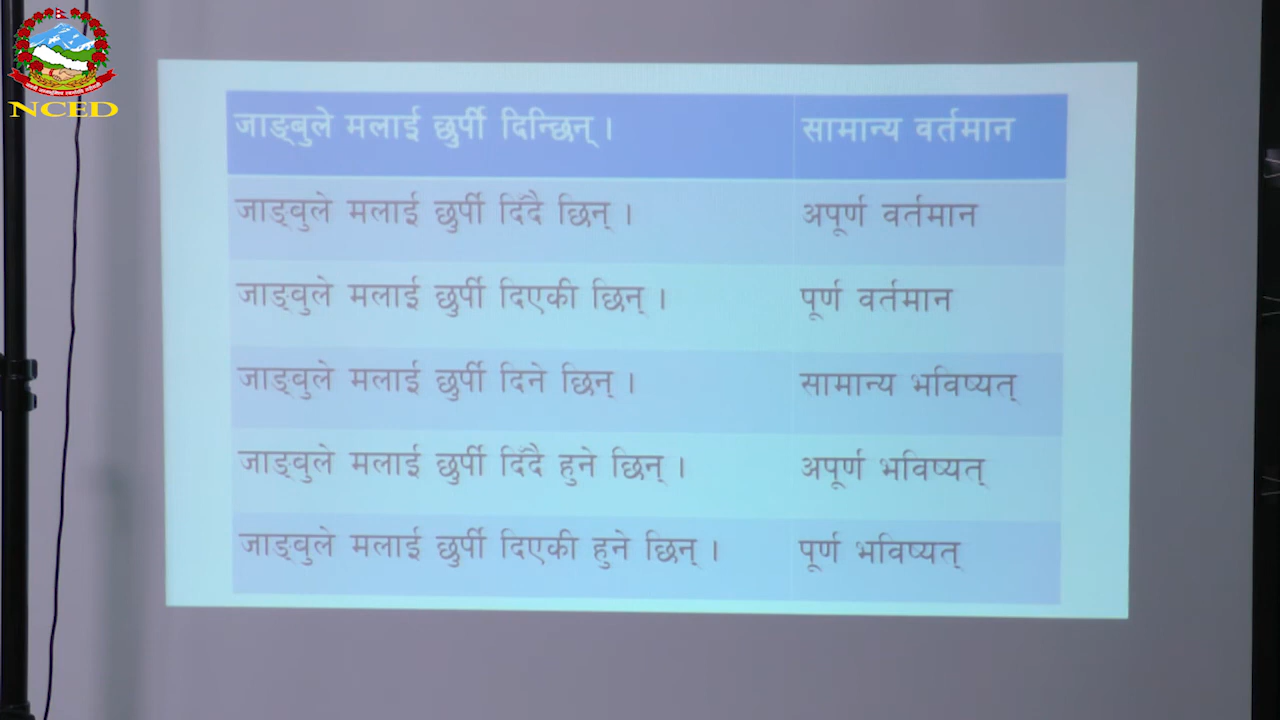 NCED
जाङ्बुले मलाई छुर्पी दिन्छिन् । सामान्य वर्तमान
जाङ्बुले मलाई छुर्पी दिँदै छिन् । अपूर्ण वर्तमान
जाङ्बुले मलाई छुर्पी दिएकी छिन् । पूर्ण वर्तमान
जाङ्बुले मलाई छुर्पी दिने छिन् । सामान्य भविष्यत्
जाङ्बुले मलाई छुर्पी दिँदै हुने छिन् । अपूर्ण भविष्यत्
जाङ्बुले मलाई छुर्पी दिएकी हुने छिन् । पूर्ण भविष्यत्